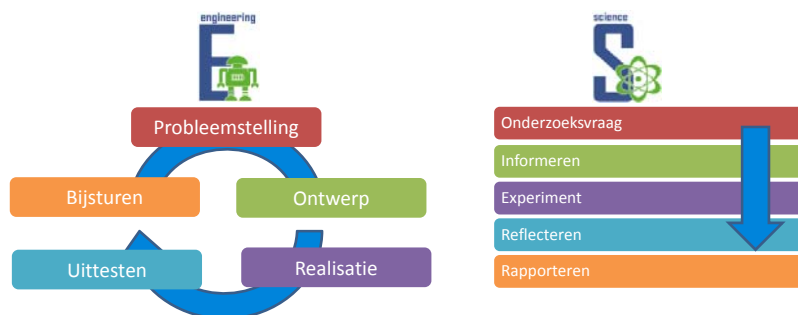 engineering
E
Probleemstelling
Ontwerp
Realisatie
Uittesten
Bijsturen
science
S
Onderzoeksvraag
Informeren
Experiment
Reflecteren
Rapporteren